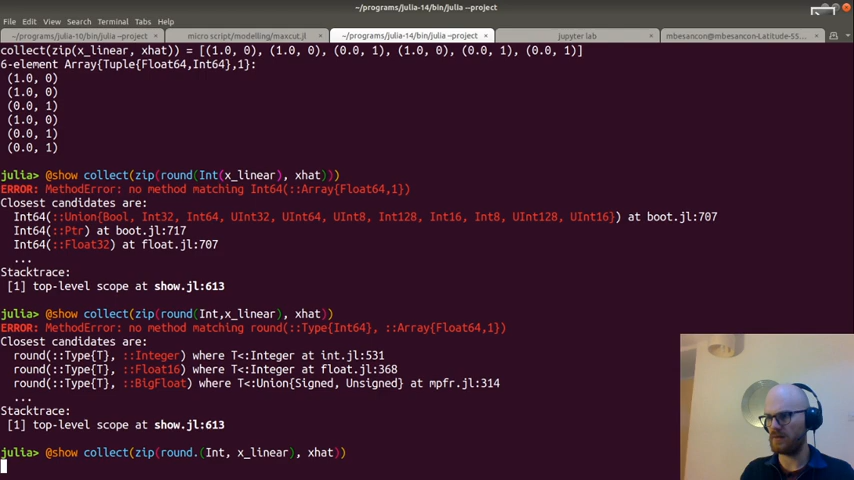 ~/programs/julia-14/bin/julia --project
File Edit View Search Terminal Tabs Help
~/programs/julia-10/bin/julia --project × micro script/modelling/maxcut.jl × ~/programs/julia-14/bin/julia --project × jupyter lab × mbesancon@mbesancon-Latitude-55... ×
collect(zip(x_linear, xhat)) = [(1.0, 0), (1.0, 0), (0.0, 1), (1.0, 0), (0.0, 1), (0.0, 1)]
6-element Array{Tuple{Float64,Int64},1}:
(1.0, 0)
(1.0, 0)
(0.0, 1)
(1.0, 0)
(0.0, 1)
(0.0, 1)
julia> @show collect(zip(round(Int(x_linear), xhat)))
ERROR: MethodError: no method matching Int64(::Array{Float64,1})
Closest candidates are:
Int64(::Union{Bool, Int32, Int64, UInt32, UInt64, UInt8, Int128, Int16, Int8, UInt128, UInt16}) at boot.jl:707
Int64(::Ptr) at boot.jl:717
Int64(::Float32) at float.jl:707
...
Stacktrace:
[1] top-level scope at show.jl:613
julia> @show collect(zip(round(Int,x_linear), xhat))
ERROR: MethodError: no method matching round(::Type{Int64}, ::Array{Float64,1})
Closest candidates are:
round(::Type{T}, ::Integer) where T<:Integer at int.jl:531
round(::Type{T}, ::Float16) where T<:Integer at float.jl:368
round(::Type{T}, ::BigFloat) where T<:Union{Signed, Unsigned} at mpfr.jl:314
...
Stacktrace:
[1] top-level scope at show.jl:613
julia> @show collect(zip(round.(Int, x_linear), xhat))